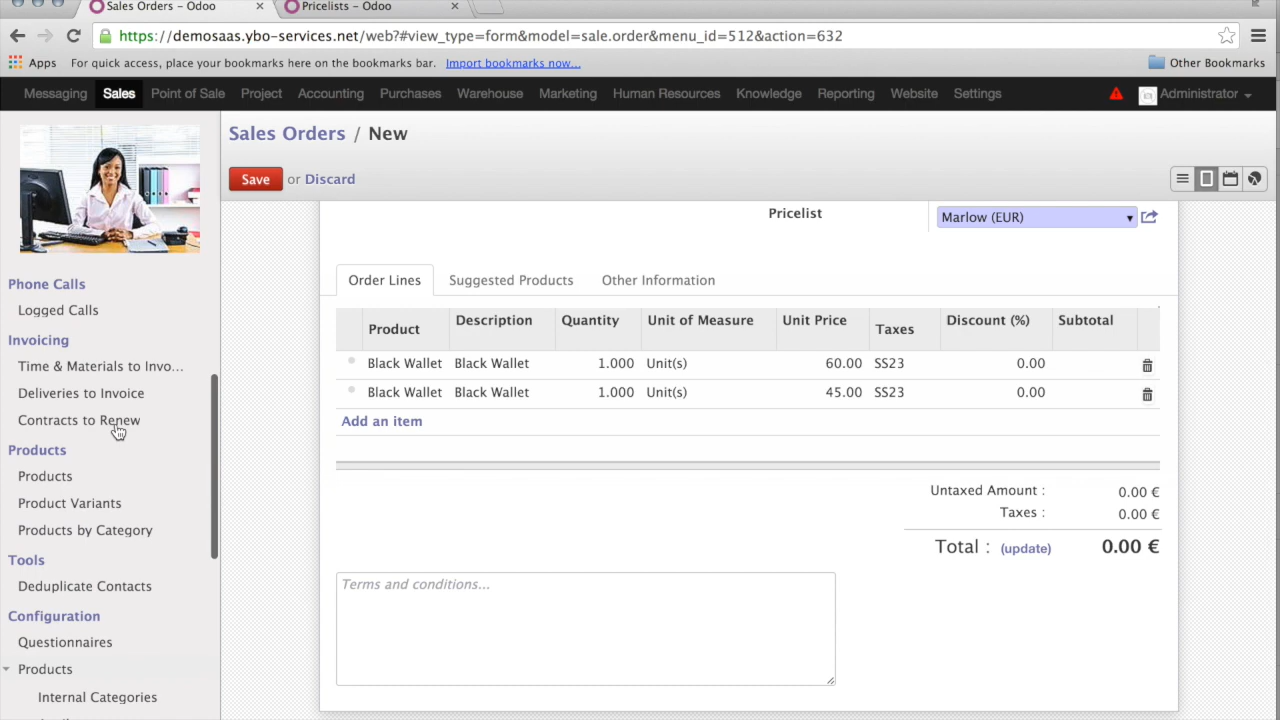 Sales Orders - Odoo × Pricelists - Odoo ×
https://demosaas.ybo-services.net/web?#view_type=form&model=sale.order&menu_id=512&action=632
Apps For quick access, place your bookmarks here on the bookmarks bar. Import bookmarks now... Other Bookmarks
Messaging Sales Point of Sale Project Accounting Purchases Warehouse Marketing Human Resources Knowledge Reporting Website Settings Administrator
Sales Orders / New
Save or Discard
Phone Calls
Logged Calls
Invoicing
Time & Materials to Invo...
Deliveries to Invoice
Contracts to Renew
Products
Products
Product Variants
Products by Category
Tools
Deduplicate Contacts
Configuration
Questionnaires
Products
Internal Categories
Pricelist Marlow (EUR)
Order Lines Suggested Products Other Information
Product Description Quantity Unit of Measure Unit Price Taxes Discount (%) Subtotal
Black Wallet Black Wallet 1.000 Unit(s) 60.00 SS23 0.00
Black Wallet Black Wallet 1.000 Unit(s) 45.00 SS23 0.00
Add an item
Untaxed Amount : 0.00 €
Taxes : 0.00 €
Total : (update) 0.00 €
Terms and conditions...